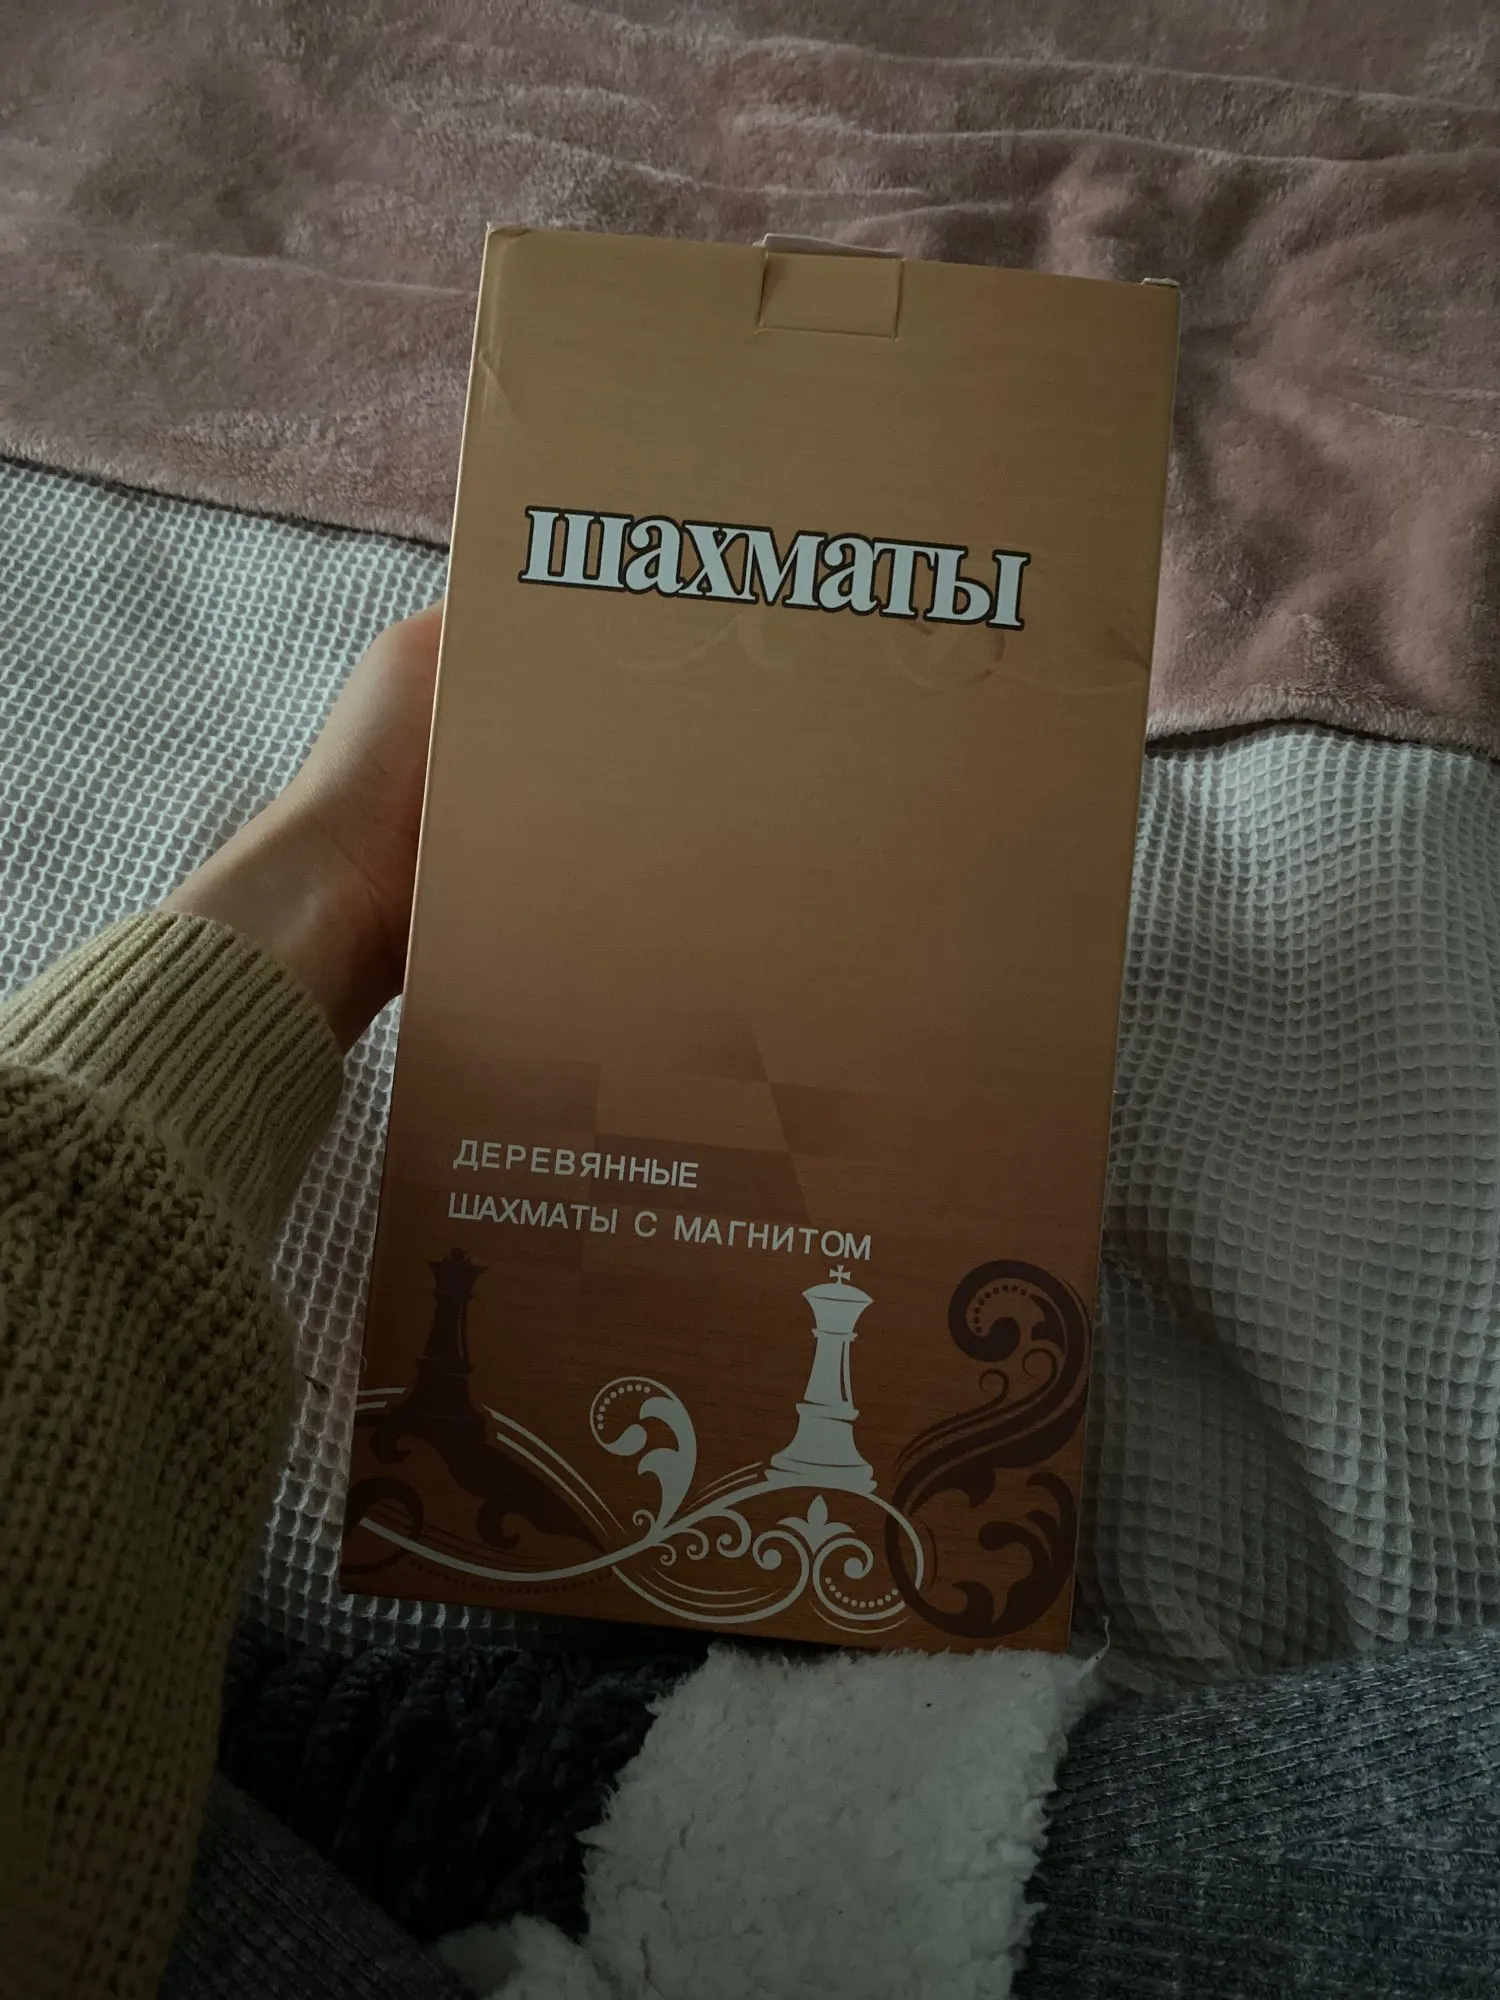 шахматы
ДЕРЕВЯННЫЕ
ШАХМАТЫ С МАГНИТОМ